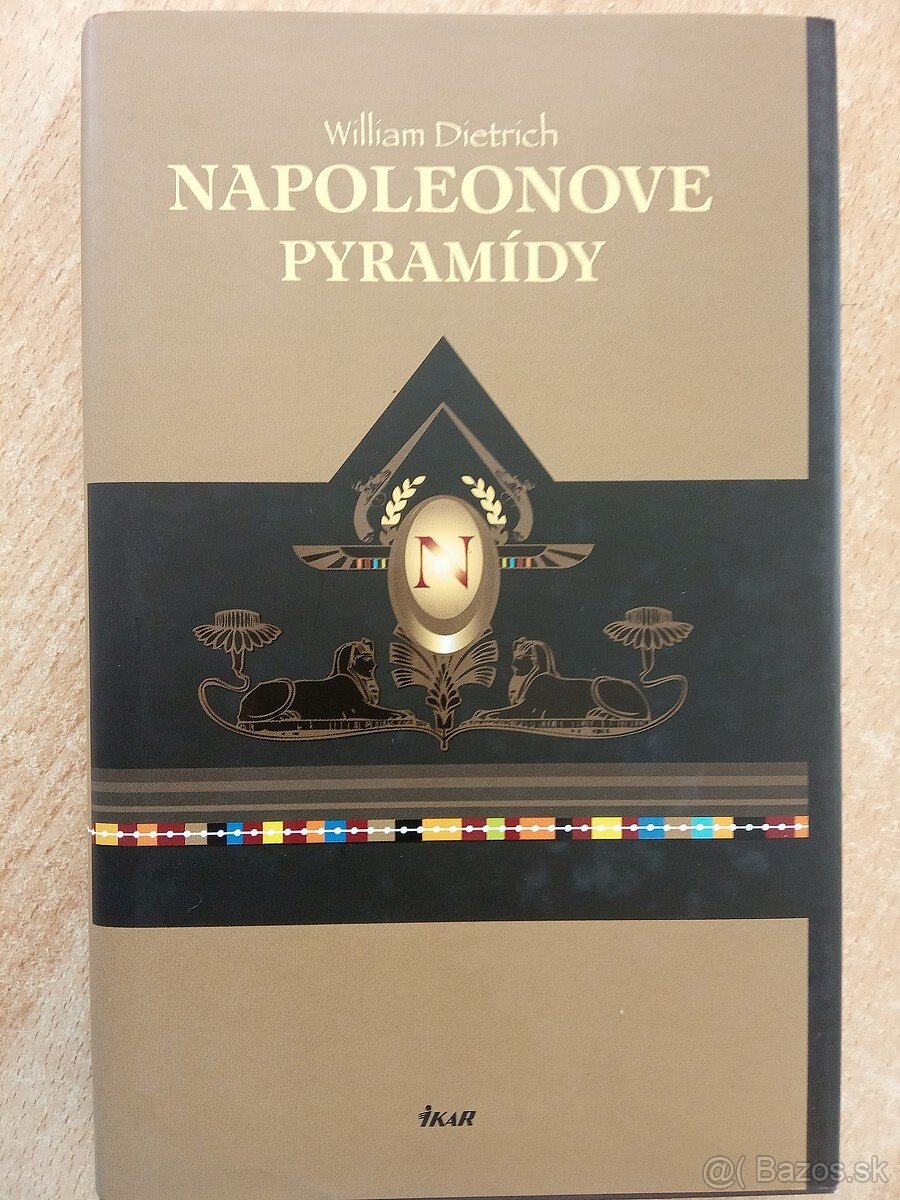 William Dietrich
NAPOLEONOVE
PYRAMÍDY
N
iKAR
@( Bazos.sk